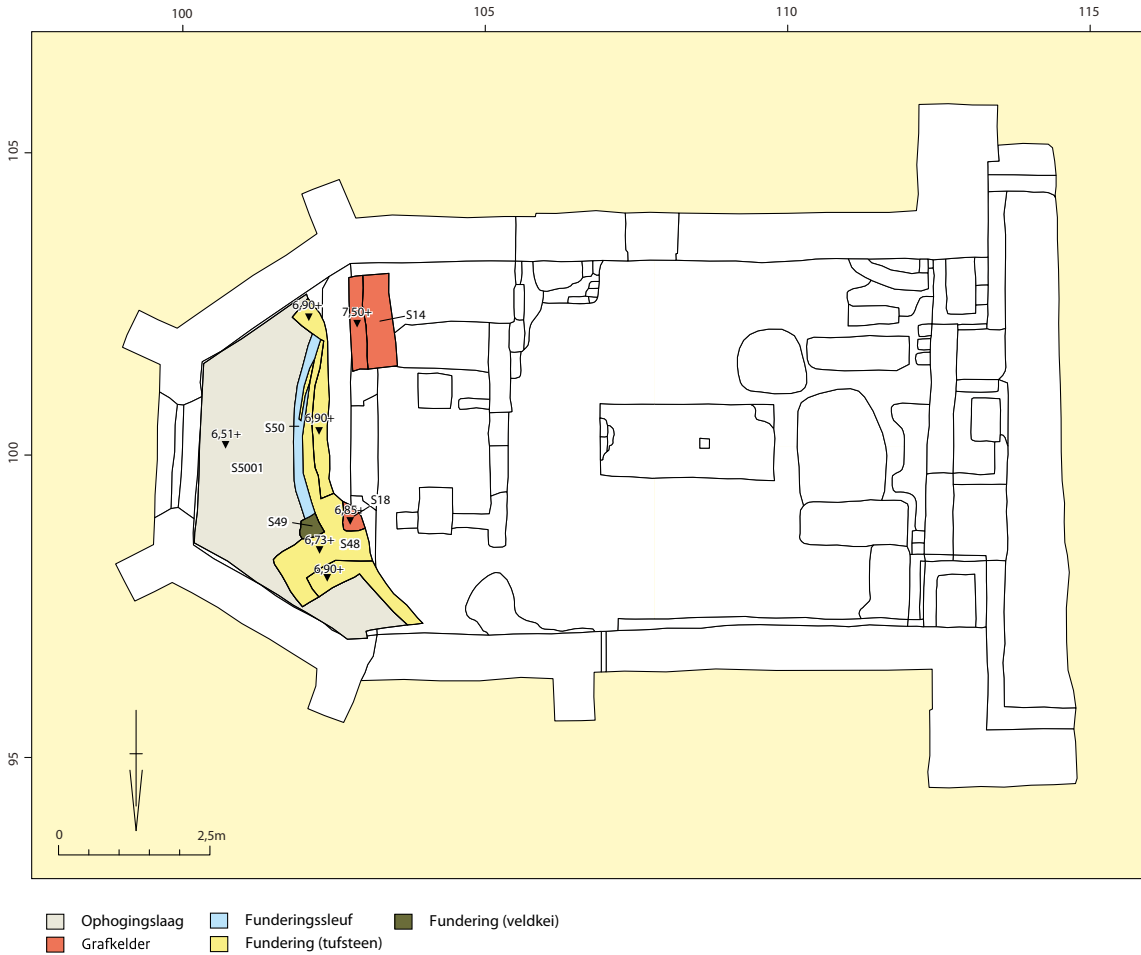 100 105 110 115
105
100
95
6,90+
7,50+
S14
6,90+
S50
6,51+
S5001
S18
6,85+
S49
6,73+
S48
6,90+
0 2,5m
Ophogingslaag Funderingssleuf Fundering (veldkei)
Grafkelder Fundering (tufsteen)